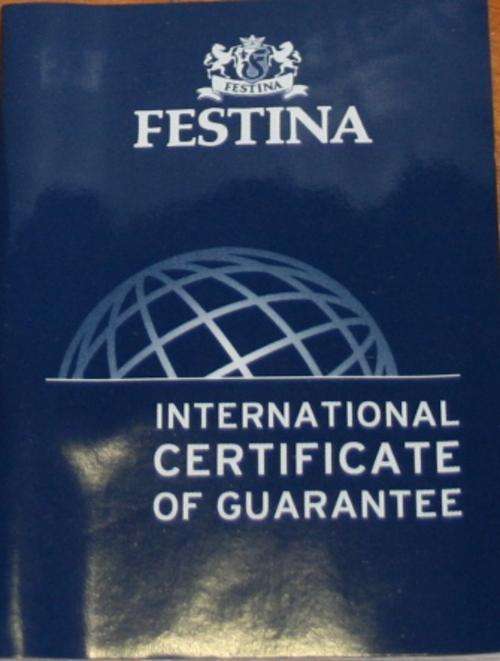 FESTINA
FESTINA
INTERNATIONAL
CERTIFICATE
OF GUARANTEE